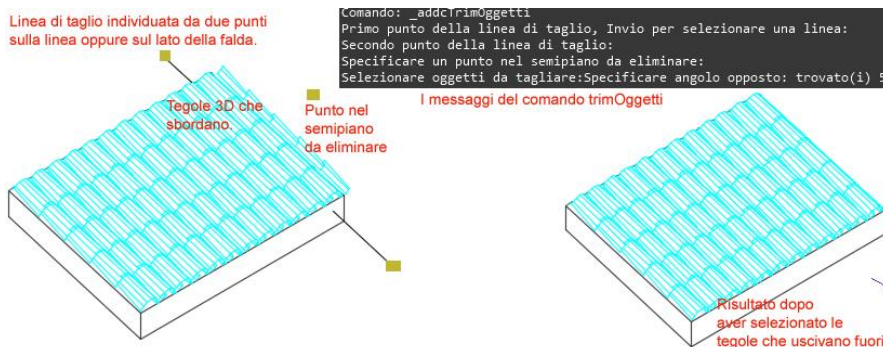 Linea di taglio individuata da due punti
sulla linea oppure sul lato della falda.
Comando: _addcTrimOggetti
Primo punto della linea di taglio, Invio per selezionare una linea:
Secondo punto della linea di taglio:
Specificare un punto nel semipiano da eliminare:
Selezionare oggetti da tagliare:Specificare angolo opposto: trovato(i) 5
I messaggi del comando trimOggetti
Tegole 3D che
sbordano.
Punto nel
semipiano
da eliminare
Risultato dopo
aver selezionato le
tegole che uscivano fuori